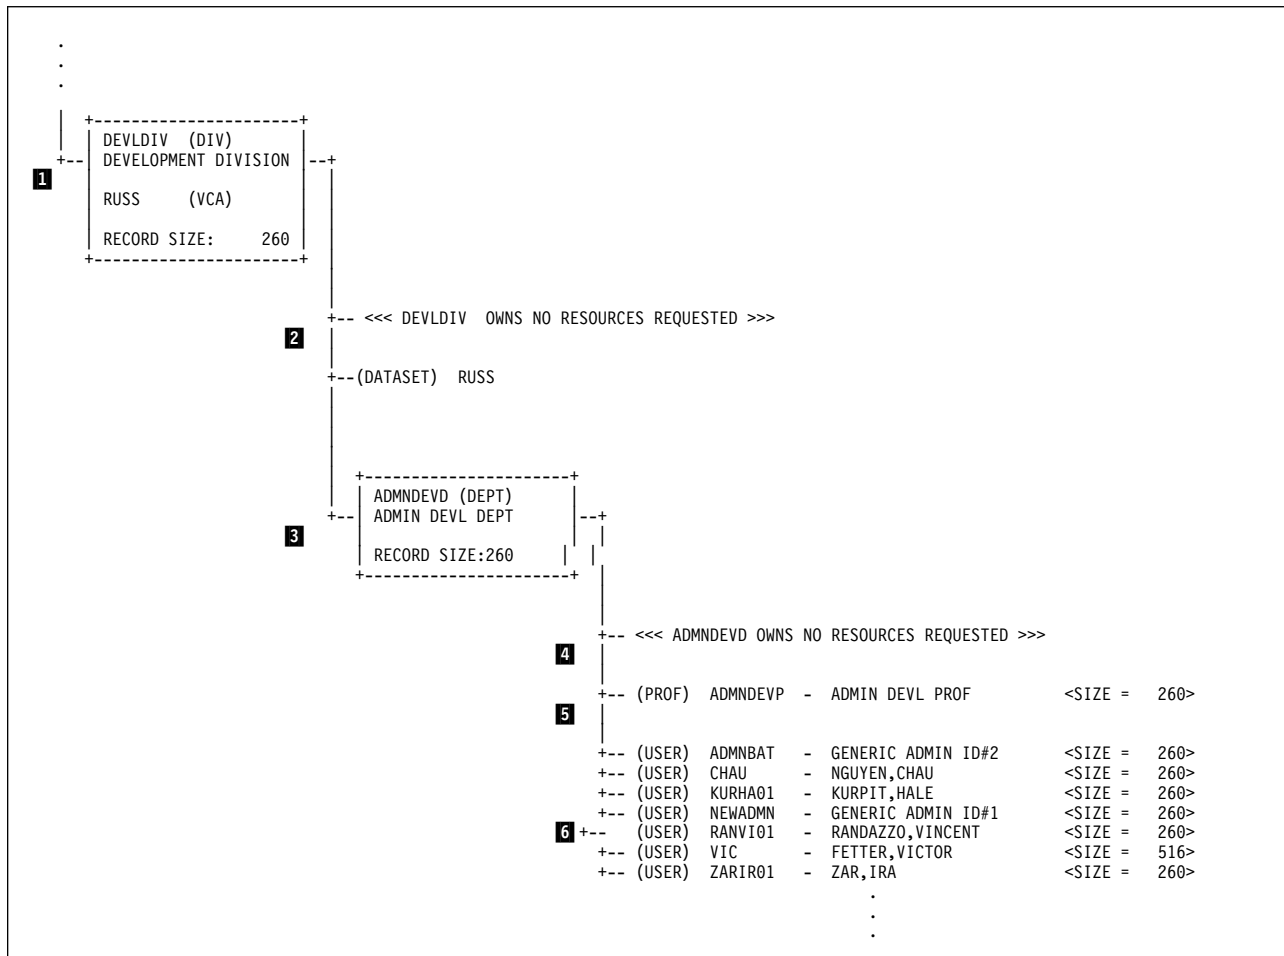 .
.
.
+-----------------------+
DEVLDIV (DIV)
+-- DEVELOPMENT DIVISION --+
1
RUSS (VCA)
RECORD SIZE: 260
+-----------------------+
+-- <<< DEVLDIV OWNS NO RESOURCES REQUESTED >>>
2
+--(DATASET) RUSS
+-----------------------+
ADMNDEVD (DEPT)
+-- ADMIN DEVL DEPT --+
3
RECORD SIZE:260
+-----------------------+
+-- <<< ADMNDEVD OWNS NO RESOURCES REQUESTED >>>
4
+-- (PROF) ADMNDEVP - ADMIN DEVL PROF <SIZE = 260>
5
+-- (USER) ADMNBAT - GENERIC ADMIN ID#2 <SIZE = 260>
+-- (USER) CHAU - NGUYEN,CHAU <SIZE = 260>
+-- (USER) KURHA01 - KURPIT,HALE <SIZE = 260>
+-- (USER) NEWADMN - GENERIC ADMIN ID#1 <SIZE = 260>
6 +-- (USER) RANVI01 - RANDAZZO,VINCENT <SIZE = 260>
+-- (USER) VIC - FETTER,VICTOR <SIZE = 516>
+-- (USER) ZARIR01 - ZAR,IRA <SIZE = 260>
.
.
.